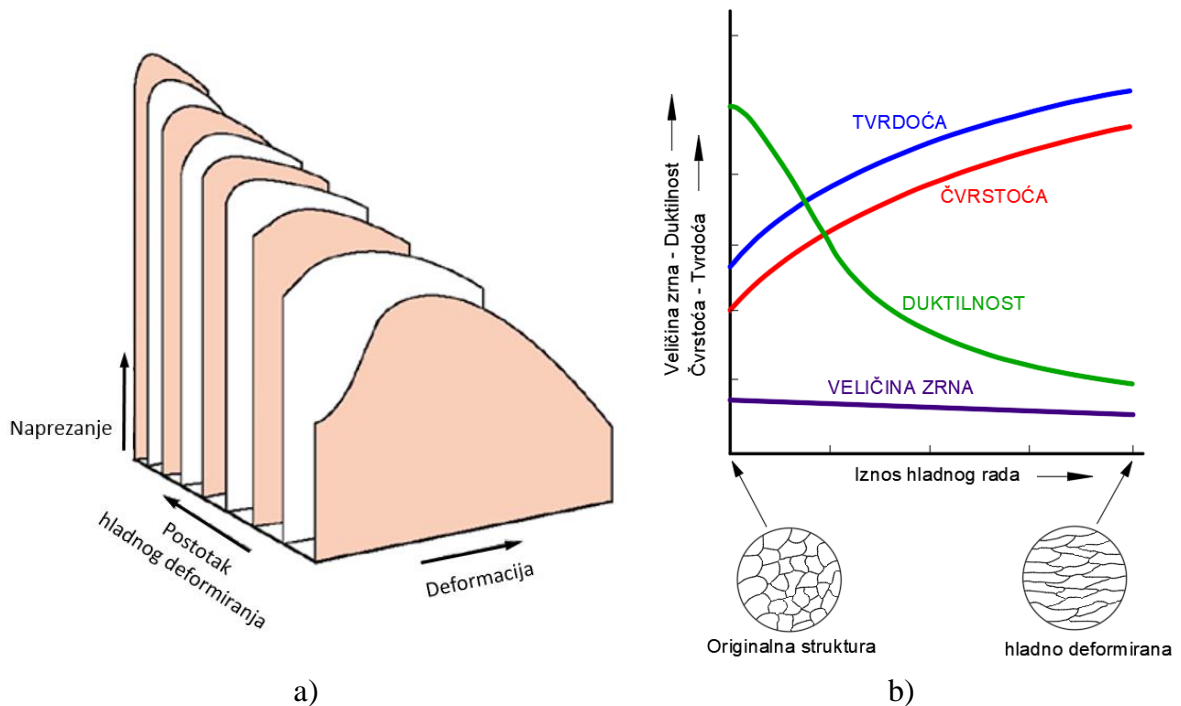 Naprezanje
Postotak
hladnog deformiranja
Deformacija
a)
Veličina zrna - Duktilnost
Čvrstoća - Tvrdoća
TVRDOĆA
ČVRSTOĆA
DUKTILNOST
VELIČINA ZRNA
Iznos hladnog rada
Originalna struktura
hladno deformirana
b)